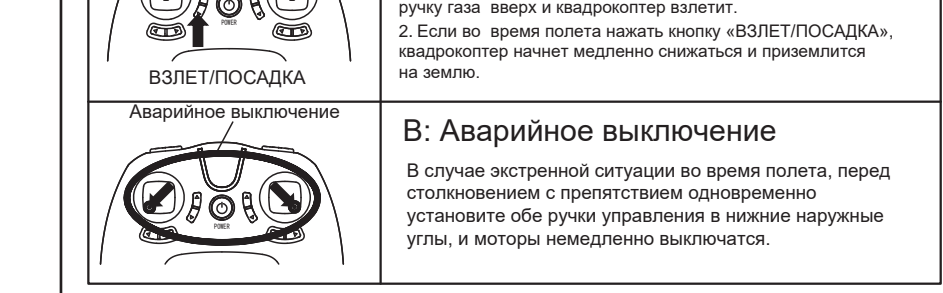 ручку газа  вверх и квадрокоптер взлетит.
2. Если во  время полета нажать кнопку «ВЗЛЕТ/ПОСАДКА»,
квадрокоптер начнет медленно снижаться и приземлится
на землю.
POWER
ВЗЛЕТ/ПОСАДКА
Аварийное выключение
POWER
В: Аварийное выключение
В случае экстренной ситуации во время полета, перед
столкновением с препятствием одновременно
установите обе ручки управления в нижние наружные
углы, и моторы немедленно выключатся.